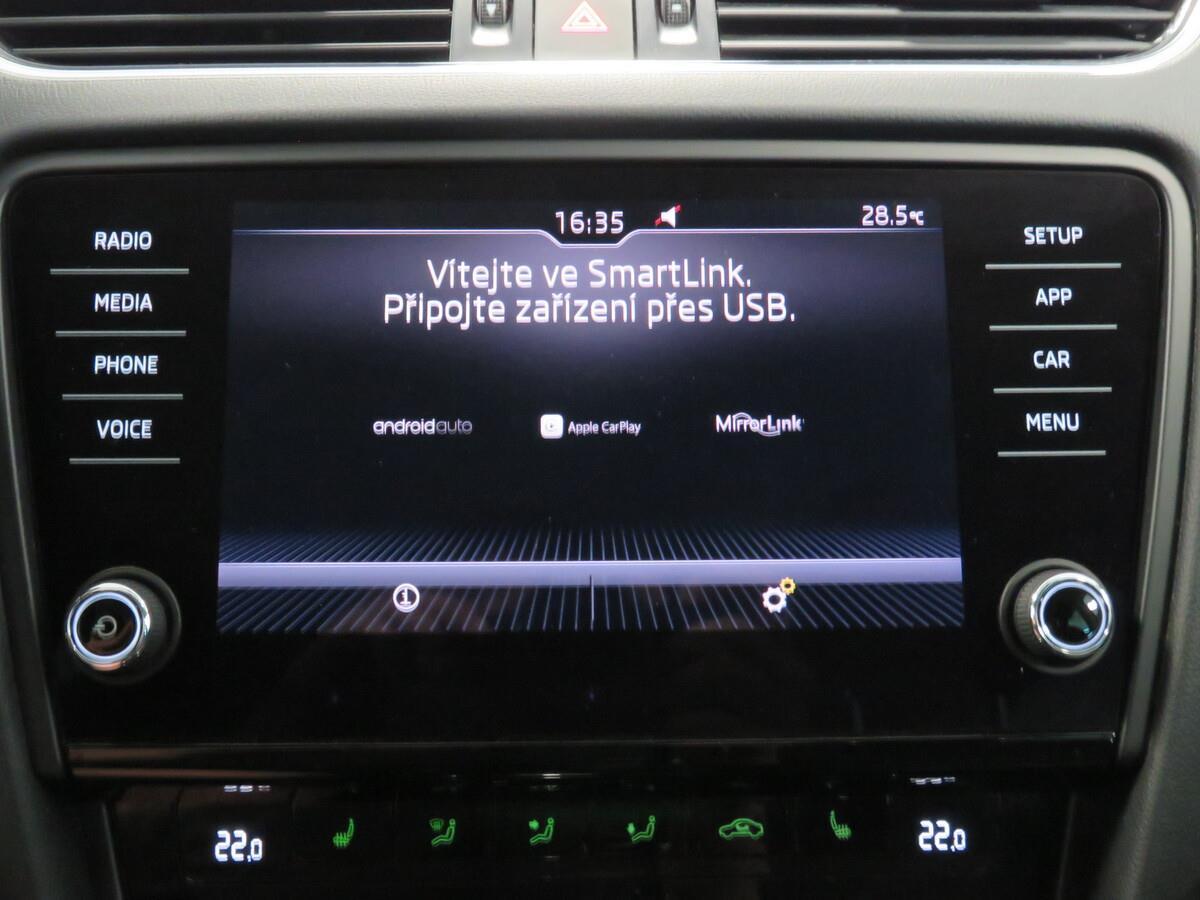 16:35
28.5°C
RADIO
MEDIA
PHONE
VOICE
Vítejte ve SmartLink.
Připojte zařízení přes USB.
androidauto
Apple CarPlay
MirrorLink
SETUP
APP
CAR
MENU
22.0
22.0